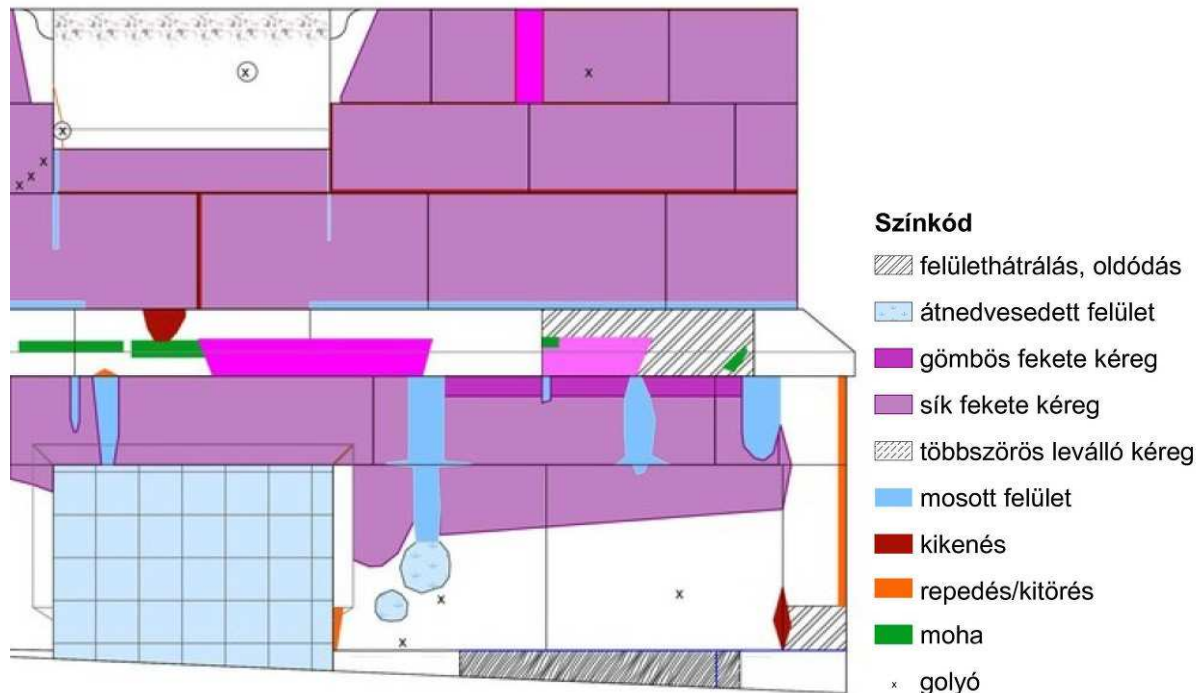 Színkód
felülethátrálás, oldódás
átnedvesedett felület
gömbös fekete kéreg
sík fekete kéreg
többszörös leválló kéreg
mosott felület
kikenés
repedés/kitörés
moha
x golyó